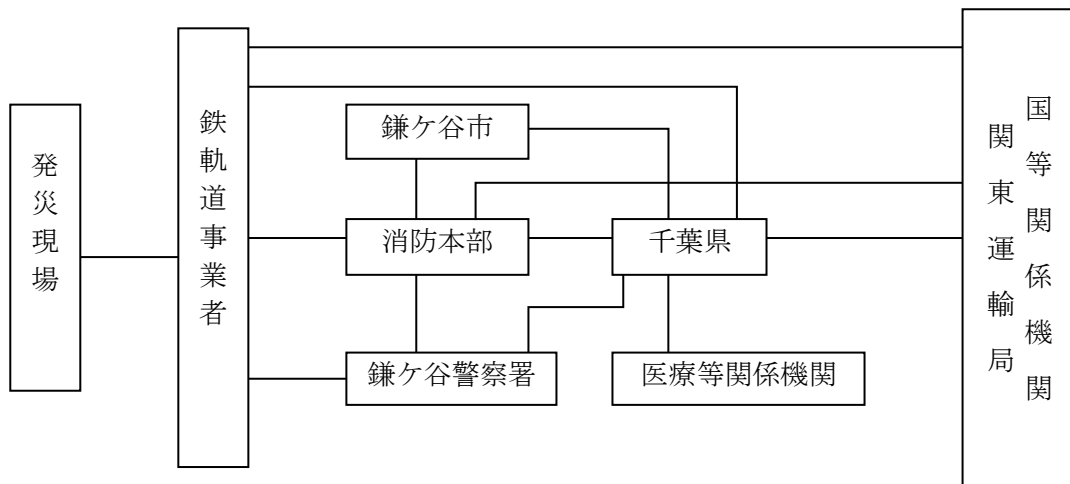 発災現場
鉄軌道事業者
鎌ケ谷市
消防本部
鎌ケ谷警察署
千葉県
医療等関係機関
国等関係機関
関東運輸局